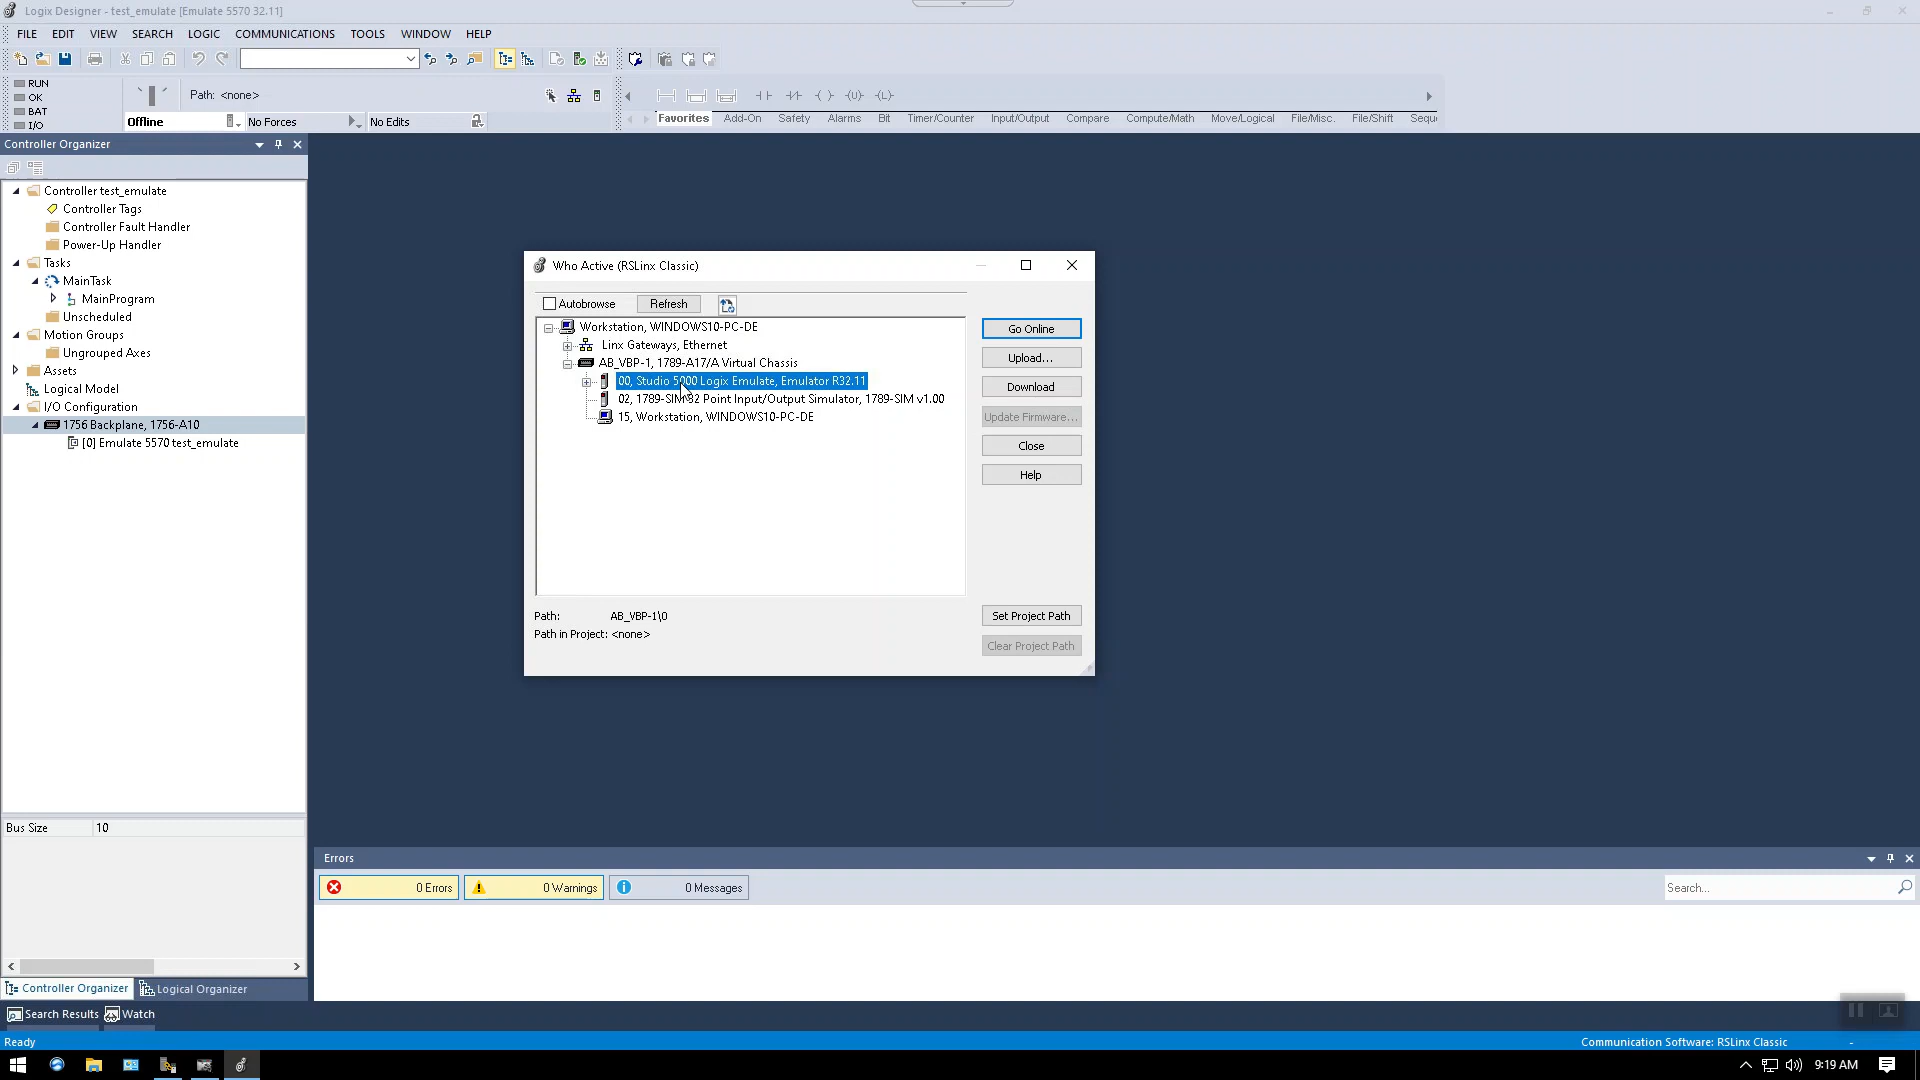 Logix Designer - test_emulate [Emulate 5570 32.11]
FILE EDIT VIEW SEARCH LOGIC COMMUNICATIONS TOOLS WINDOW HELP
RUN
OK
BAT
I/O
Path: <none>
Offline
No Forces
No Edits
Favorites Add-On Safety Alarms Bit Timer/Counter Input/Output Compare Compute/Math Move/Logical File/Misc. File/Shift Sequ
Controller Organizer
Controller test_emulate
Controller Tags
Controller Fault Handler
Power-Up Handler
Tasks
MainTask
MainProgram
Unscheduled
Motion Groups
Ungrouped Axes
Assets
Logical Model
I/O Configuration
1756 Backplane, 1756-A10
[0] Emulate 5570 test_emulate
Bus Size 10
Controller Organizer Logical Organizer
Search Results Watch
Who Active (RSLinx Classic)
Autobrowse Refresh
Workstation, WINDOWS10-PC-DE
Linx Gateways, Ethernet
AB_VBP-1, 1789-A17/A Virtual Chassis
00, Studio 5000 Logix Emulate, Emulator R32.11
02, 1789-SIM 32 Point Input/Output Simulator, 1789-SIM v1.00
15, Workstation, WINDOWS10-PC-DE
Go Online
Upload...
Download
Update Firmware...
Close
Help
Path: AB_VBP-1\0
Path in Project: <none>
Set Project Path
Clear Project Path
Errors
0 Errors
0 Warnings
0 Messages
Search...
Ready
Communication Software: RSLinx Classic
9:19 AM